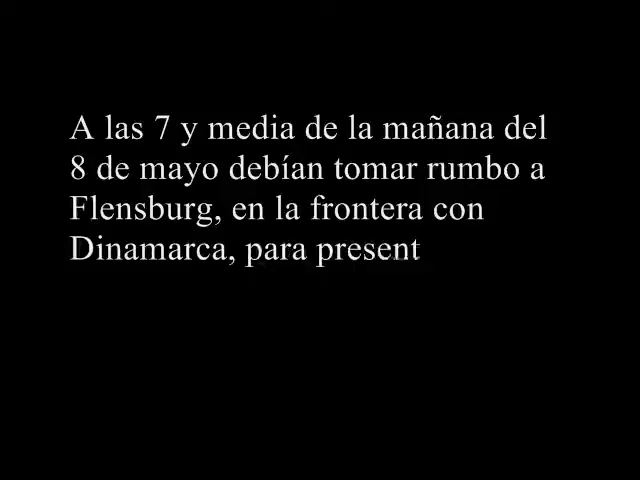 A las 7 y media de la mañana del
8 de mayo debían tomar rumbo a
Flensburg, en la frontera con
Dinamarca, para present